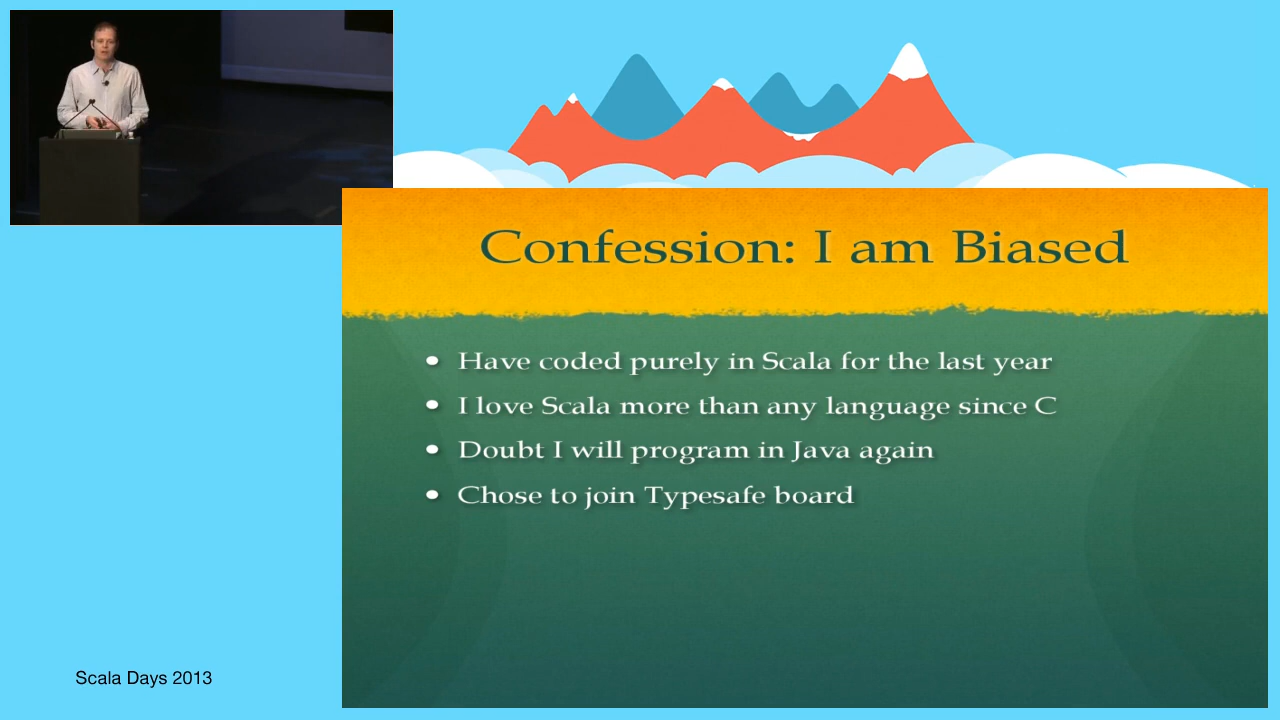 Confession: I am Biased
• Have coded purely in Scala for the last year
• I love Scala more than any language since C
• Doubt I will program in Java again
• Chose to join Typesafe board
Scala Days 2013